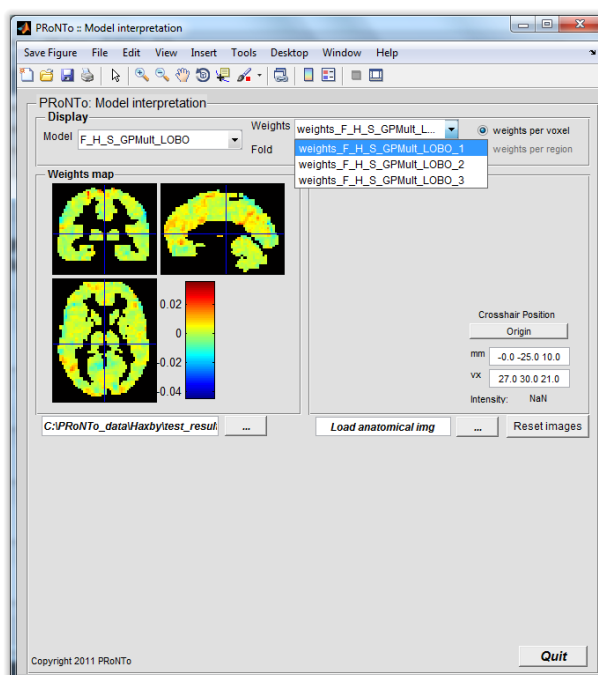 PRoNTo :: Model interpretation
Save Figure File Edit View Insert Tools Desktop Window Help
PRoNTo: Model interpretation
Display
Model F_H_S_GPMult_LOBO
Weights weights_F_H_S_GPMult_L...
weights per voxel
Fold
weights_F_H_S_GPMult_LOBO_1
weights per region
weights_F_H_S_GPMult_LOBO_2
weights_F_H_S_GPMult_LOBO_3
Weights map
0.02
0
-0.02
-0.04
Crosshair Position
Origin
mm -0.0 -25.0 10.0
vx 27.0 30.0 21.0
Intensity: NaN
C:\PRoNTo_data\Haxby\test_resul ...
Load anatomical img ... Reset images
Copyright 2011 PRoNTo
Quit